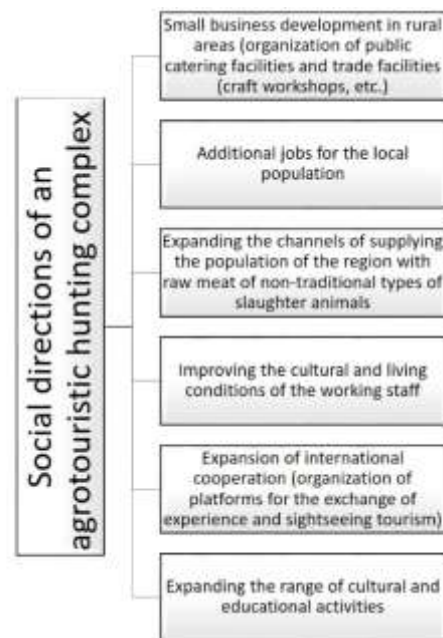 Social directions of an
agrotouristic hunting complex
Small business development in rural
areas (organization of public
catering facilities and trade facilities
(craft workshops, etc.)
Additional jobs for the local
population
Expanding the channels of supplying
the population of the region with
raw meat of non-traditional types of
slaughter animals
Improving the cultural and living
conditions of the working staff
Expansion of international
cooperation (organization of
platforms for the exchange of
experience and sightseeing tourism)
Expanding the range of cultural and
educational activities